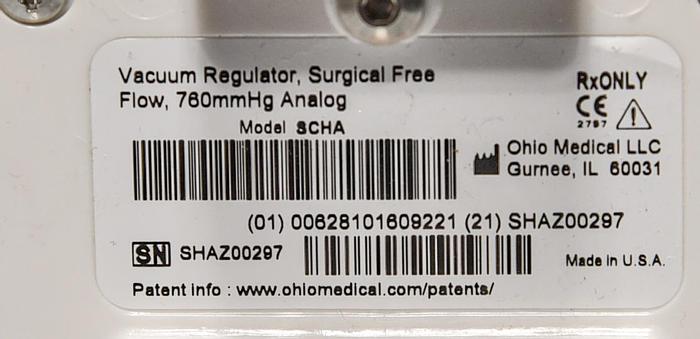 Vacuum Regulator, Surgical Free
Flow, 760mmHg Analog
Model SCHA
RxONLY
CE
2797
Ohio Medical LLC
Gurnee, IL 60031
(01) 00628101609221 (21) SHAZ00297
SN SHAZ00297
Made in U.S.A.
Patent info : www.ohiomedical.com/patents/